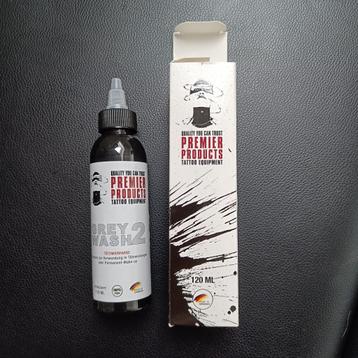 QUALITY YOU CAN TRUST
PREMIER
PRODUCTS
TATTOO EQUIPMENT
GREY
WASH 2
TÄTOWIERFARBE
QUALITY YOU CAN TRUST
PREMIER
PRODUCTS
TATTOO EQUIPMENT
120 ML